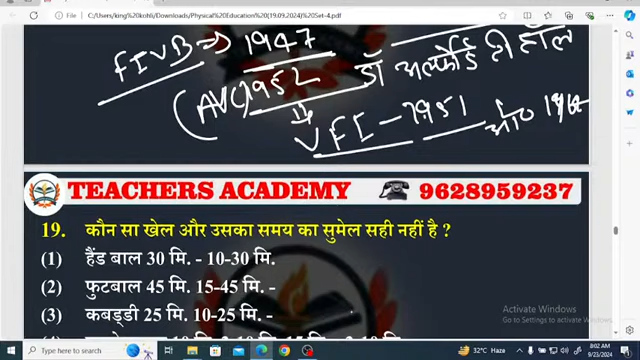 Edge | C:/Users/king kohli/Downloads/Physical%20Education%20(19.09.2024)%20Set-4.pdf
FIVB => 1947
डॉ अल्फोर्ड टी हॉल
(AVC) 1952
VFI - 1951
TEACHERS ACADEMY 9628959237
19. कौन सा खेल और उसका समय का सुमेल सही नहीं है ?
(1) हैंड बाल 30 मि. - 10-30 मि.
(2) फुटबाल 45 मि. 15-45 मि. -
(3) कबड्डी 25 मि. 10-25 मि. -
Activate Windows
Go to Settings to activate Windows.
Type here to search
32°C Haze
8:02 AM
9/23/2024